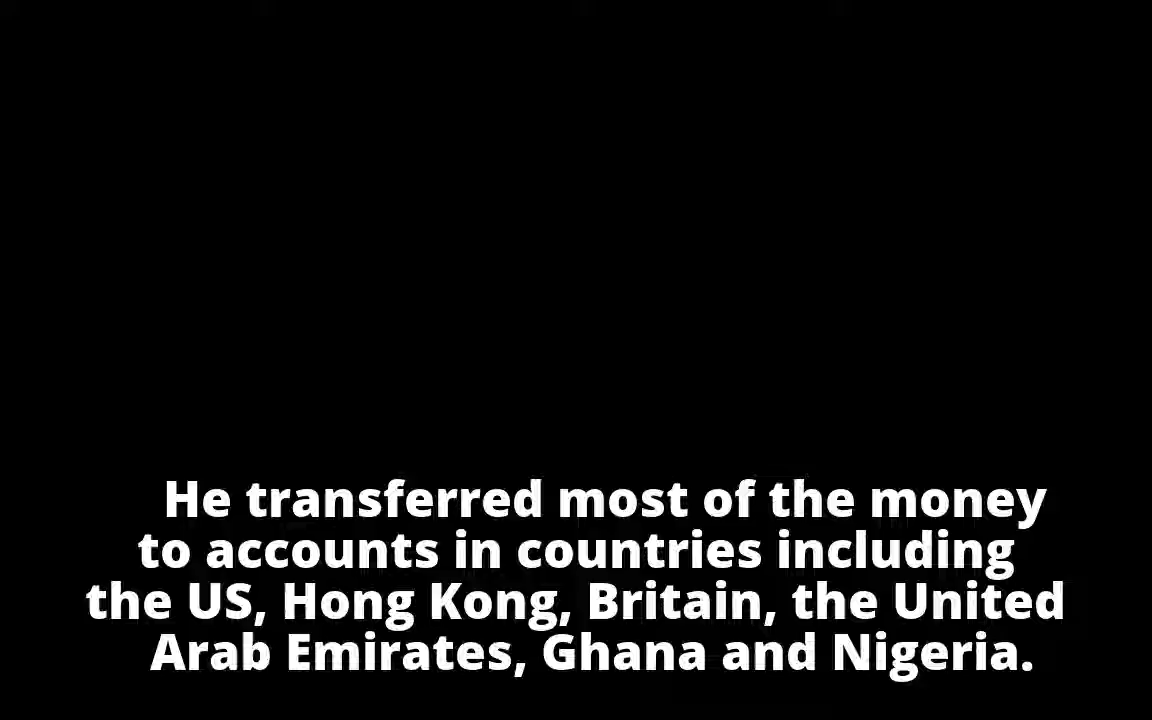 He transferred most of the money
to accounts in countries including
the US, Hong Kong, Britain, the United
Arab Emirates, Ghana and Nigeria.